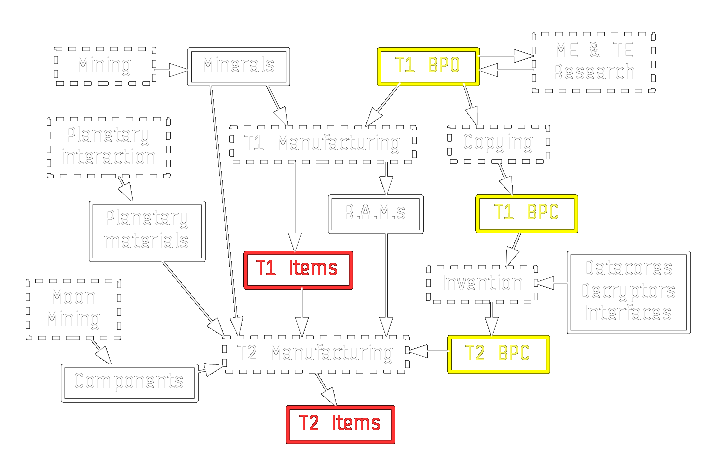 Mining
Minerals
T1 BPO
ME & TE
Research
Planetary
Interaction
T1 Manufacturing
Copying
Planetary
materials
R.A.M.s
T1 BPC
T1 Items
Invention
Datacores
Decryptors
Interfaces
Moon
Mining
T2 Manufacturing
T2 BPC
Components
T2 Items